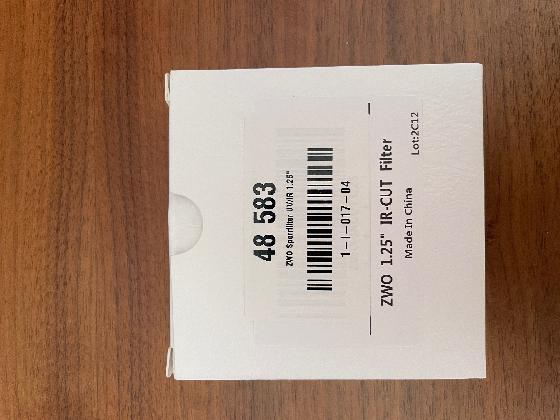 48 583
ZWO Sperrfilter UV/IR 1.25"
1-I-017-04
ZWO 1.25" IR-CUT Filter
Made In China
Lot:2C12